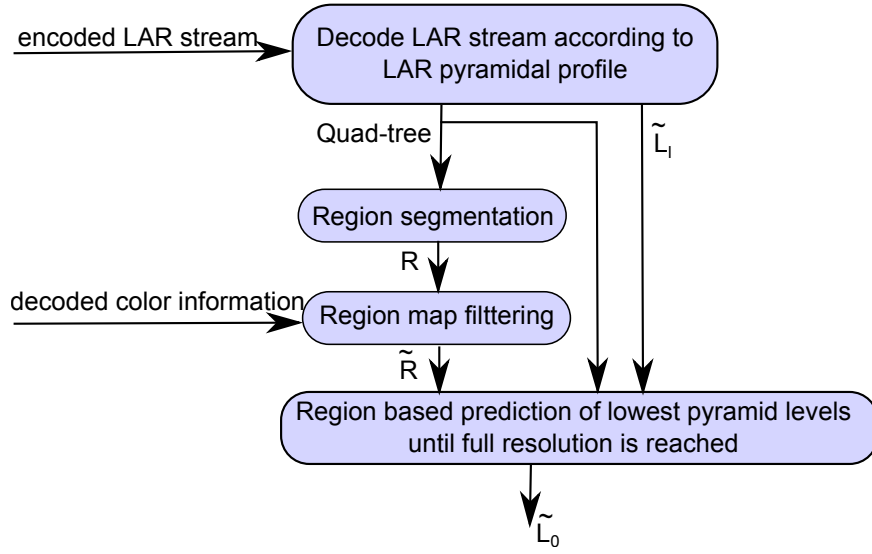 encoded LAR stream
Decode LAR stream according to
LAR pyramidal profile
Quad-tree
L̃ₗ
Region segmentation
R
decoded color information
Region map filttering
R̃
Region based prediction of lowest pyramid levels
until full resolution is reached
L̃₀